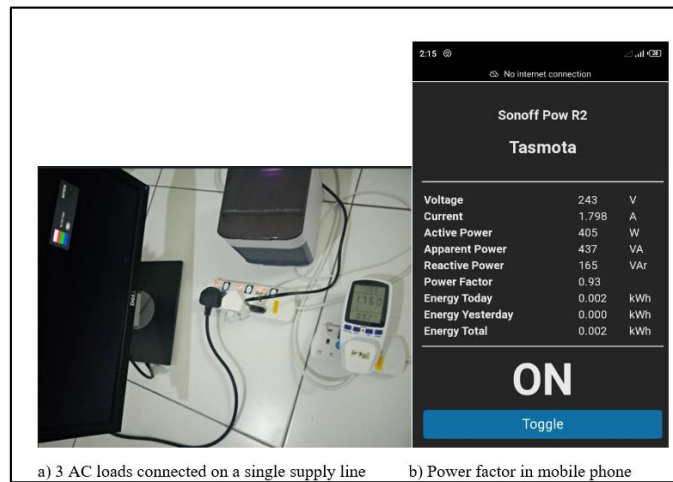 2:15
28
No internet connection
Sonoff Pow R2
Tasmota
Voltage 243 V
Current 1.798 A
Active Power 405 W
Apparent Power 437 VA
Reactive Power 165 VAr
Power Factor 0.93
Energy Today 0.002 kWh
Energy Yesterday 0.000 kWh
Energy Total 0.002 kWh
ON
Toggle
DELL
a) 3 AC loads connected on a single supply line b) Power factor in mobile phone